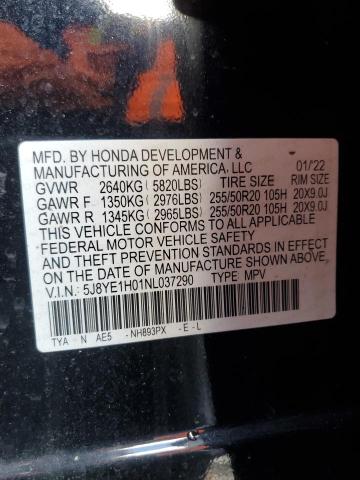 MFD. BY HONDA DEVELOPMENT &
MANUFACTURING OF AMERICA, LLC 01/22
GVWR 2640KG( 5820LBS) TIRE SIZE RIM SIZE
GAWR F 1350KG( 2976LBS) 255/50R20 105H 20X9.0J
GAWR R 1345KG( 2965LBS) 255/50R20 105H 20X9.0J
THIS VEHICLE CONFORMS TO ALL APPLICABLE
FEDERAL MOTOR VEHICLE SAFETY
AND THEFT PREVENTION STANDARDS IN EFFECT
ON THE DATE OF MANUFACTURE SHOWN ABOVE.
V.I.N: 5J8YE1H01NL037290 TYPE: MPV
TYA N AE5 - NH893PX - E - L